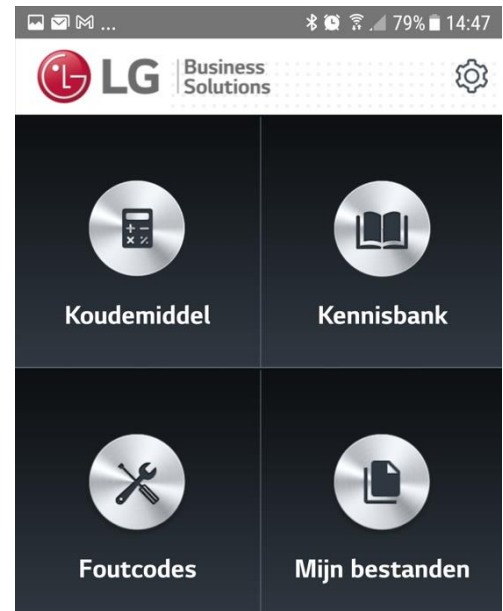 ... 79% 14:47
LG Business
Solutions
Koudemiddel
Kennisbank
Foutcodes
Mijn bestanden